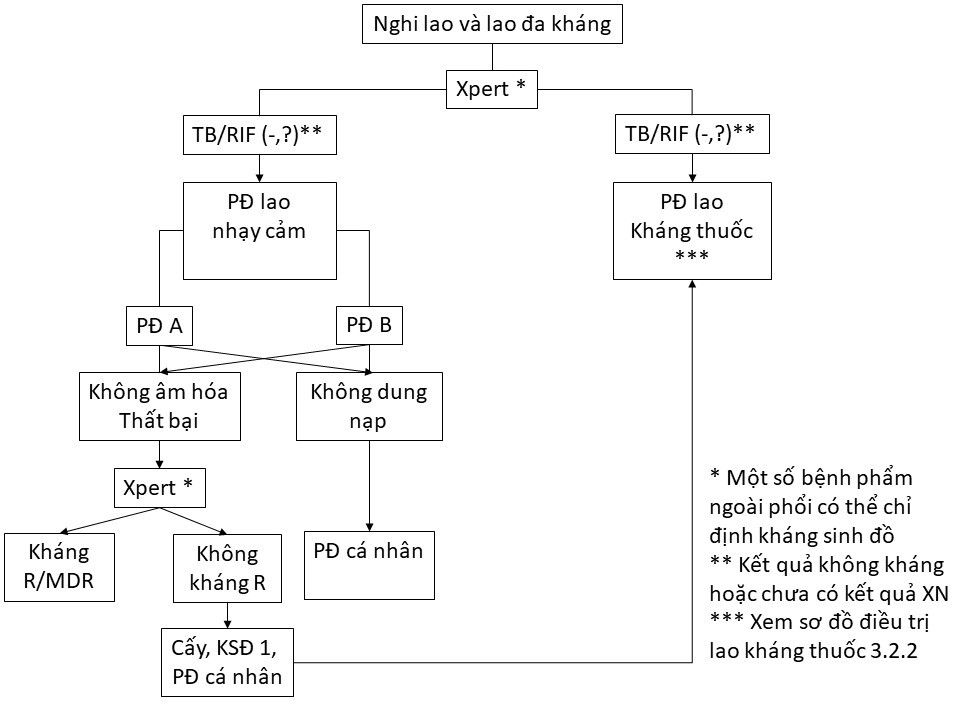 Nghi lao và lao đa kháng
Xpert *
TB/RIF (-,?)**
TB/RIF (-,?)**
PĐ lao
nhạy cảm
PĐ lao
Kháng thuốc
***
PĐ A
PĐ B
Không âm hóa
Thất bại
Không dung
nạp
Xpert *
Kháng
R/MDR
Không
kháng R
PĐ cá nhân
Cấy, KSĐ 1,
PĐ cá nhân
* Một số bệnh phẩm
ngoài phổi có thể chỉ
định kháng sinh đồ
** Kết quả không kháng
hoặc chưa có kết quả XN
*** Xem sơ đồ điều trị
lao kháng thuốc 3.2.2